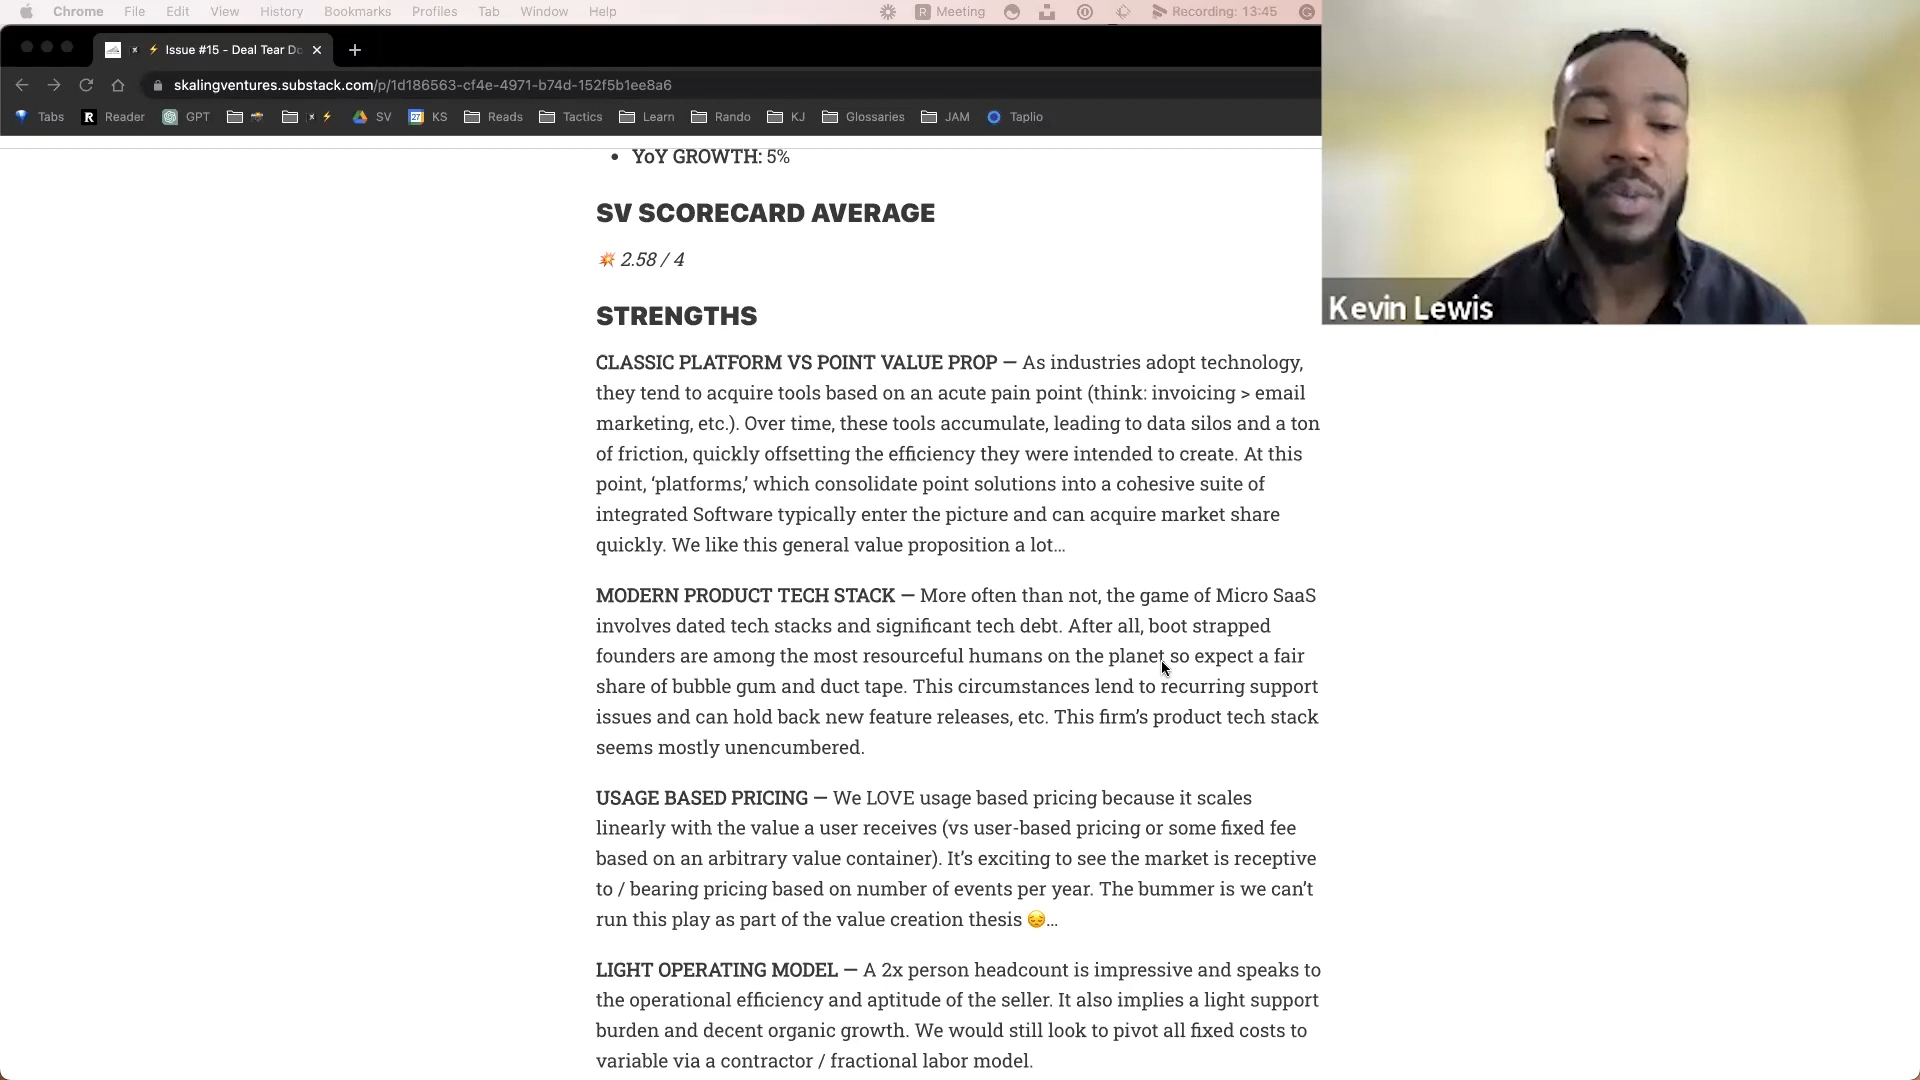 Chrome File Edit View History Bookmarks Profiles Tab Window Help R Meeting Recording: 13:45
Issue #15 - Deal Tear Do
skalingventures.substack.com/p/1d186563-cf4e-4971-b74d-152f5b1ee8a6
Tabs R Reader GPT SV 27 KS Reads Tactics Learn Rando KJ Glossaries JAM Taplio
Kevin Lewis
• YoY GROWTH: 5%
SV SCORECARD AVERAGE
💥 2.58 / 4
STRENGTHS
CLASSIC PLATFORM VS POINT VALUE PROP — As industries adopt technology,
they tend to acquire tools based on an acute pain point (think: invoicing > email
marketing, etc.). Over time, these tools accumulate, leading to data silos and a ton
of friction, quickly offsetting the efficiency they were intended to create. At this
point, ‘platforms,’ which consolidate point solutions into a cohesive suite of
integrated Software typically enter the picture and can acquire market share
quickly. We like this general value proposition a lot…
MODERN PRODUCT TECH STACK — More often than not, the game of Micro SaaS
involves dated tech stacks and significant tech debt. After all, boot strapped
founders are among the most resourceful humans on the planet so expect a fair
share of bubble gum and duct tape. This circumstances lend to recurring support
issues and can hold back new feature releases, etc. This firm’s product tech stack
seems mostly unencumbered.
USAGE BASED PRICING — We LOVE usage based pricing because it scales
linearly with the value a user receives (vs user-based pricing or some fixed fee
based on an arbitrary value container). It’s exciting to see the market is receptive
to / bearing pricing based on number of events per year. The bummer is we can’t
run this play as part of the value creation thesis 😔…
LIGHT OPERATING MODEL — A 2x person headcount is impressive and speaks to
the operational efficiency and aptitude of the seller. It also implies a light support
burden and decent organic growth. We would still look to pivot all fixed costs to
variable via a contractor / fractional labor model.